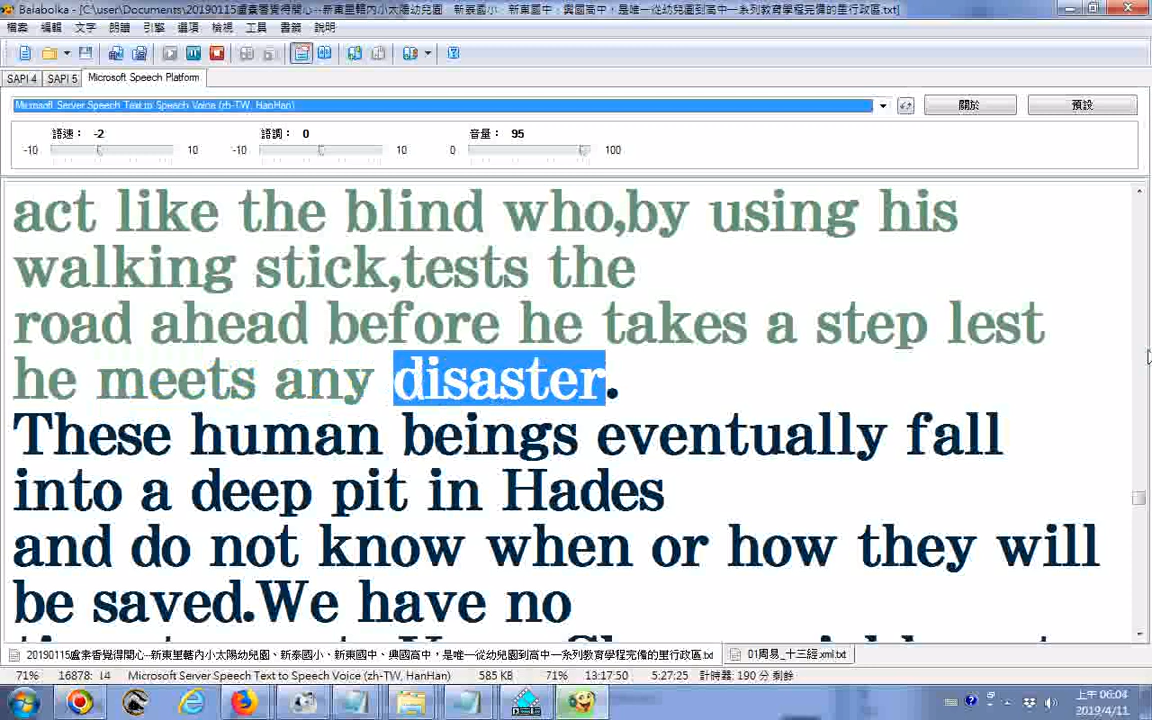 Balabolka - [C:\user\Documents\20190115盧素香覺得開心--新東里轄內小太陽幼兒園、新泰國小、新東國中、興國高中，是唯一從幼兒園到高中一系列教育學程完備的里行政區.txt]
檔案 編輯 文字 朗讀 引擎 選項 檢視 工具 書籤 說明
SAPI 4 SAPI 5 Microsoft Speech Platform
Microsoft Server Speech Text to Speech Voice (zh-TW, HanHan) 關於 預設
語速： -2 語調： 0 音量： 95
-10 10 -10 10 0 100
act like the blind who,by using his
walking stick,tests the
road ahead before he takes a step lest
he meets any disaster.
These human beings eventually fall
into a deep pit in Hades
and do not know when or how they will
be saved.We have no
20190115盧素香覺得開心--新東里轄內小太陽幼兒園、新泰國小、新東國中、興國高中，是唯一從幼兒園到高中一系列教育學程完備的里行政區.txt 01周易_十三經.xml.txt
71% 16878: 14 Microsoft Server Speech Text to Speech Voice (zh-TW, HanHan) 585 KB 71% 13:17:50 5:27:25 計時器: 190 分 剩餘
上午 06:04
2019/4/11